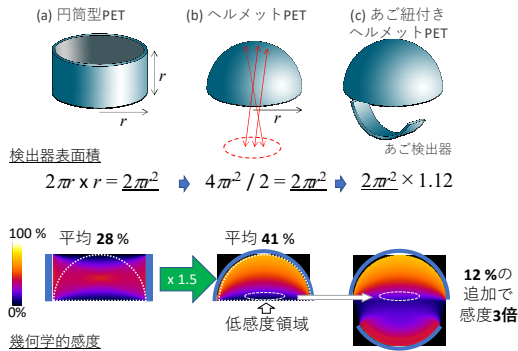 (a) 円筒型PET
(b) ヘルメットPET
(c) あご紐付き
ヘルメットPET
r
r
r
あご検出器
検出器表面積
2πr x r = 2πr²
4πr² / 2 = 2πr²
2πr² × 1.12
100 %
0%
平均 28 %
x 1.5
平均 41 %
低感度領域
12 %の
追加で
感度3倍
幾何学的感度